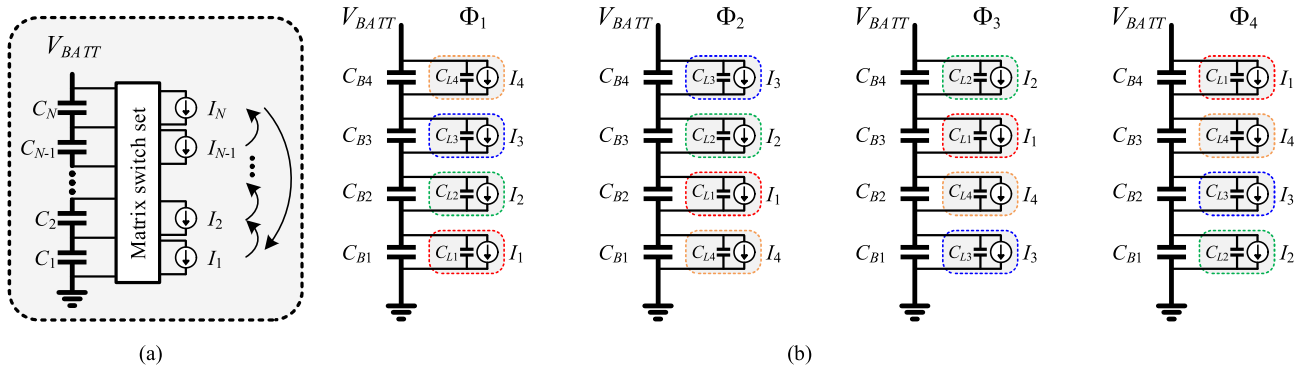 V_BATT
C_N
C_N-1
C_2
C_1
Matrix switch set
I_N
I_N-1
I_2
I_1
(a)
V_BATT Φ_1
C_B4 C_L4 I_4
C_B3 C_L3 I_3
C_B2 C_L2 I_2
C_B1 C_L1 I_1
V_BATT Φ_2
C_B4 C_L3 I_3
C_B3 C_L2 I_2
C_B2 C_L1 I_1
C_B1 C_L4 I_4
V_BATT Φ_3
C_B4 C_L2 I_2
C_B3 C_L1 I_1
C_B2 C_L4 I_4
C_B1 C_L3 I_3
V_BATT Φ_4
C_B4 C_L1 I_1
C_B3 C_L4 I_4
C_B2 C_L3 I_3
C_B1 C_L2 I_2
(b)